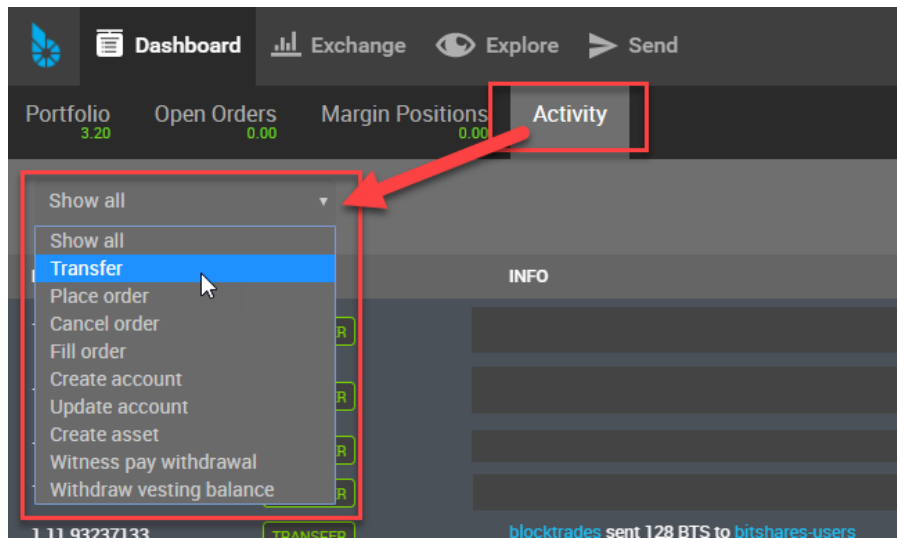 Dashboard Exchange Explore Send
Portfolio Open Orders Margin Positions Activity
3.20 0.00 0.00
Show all
Show all
Transfer
INFO
Place order
Cancel order
Fill order
Create account
Update account
Create asset
Witness pay withdrawal
Withdraw vesting balance
1.11.93237133 TRANSFER blocktrades sent 128 BTS to bitshares-users